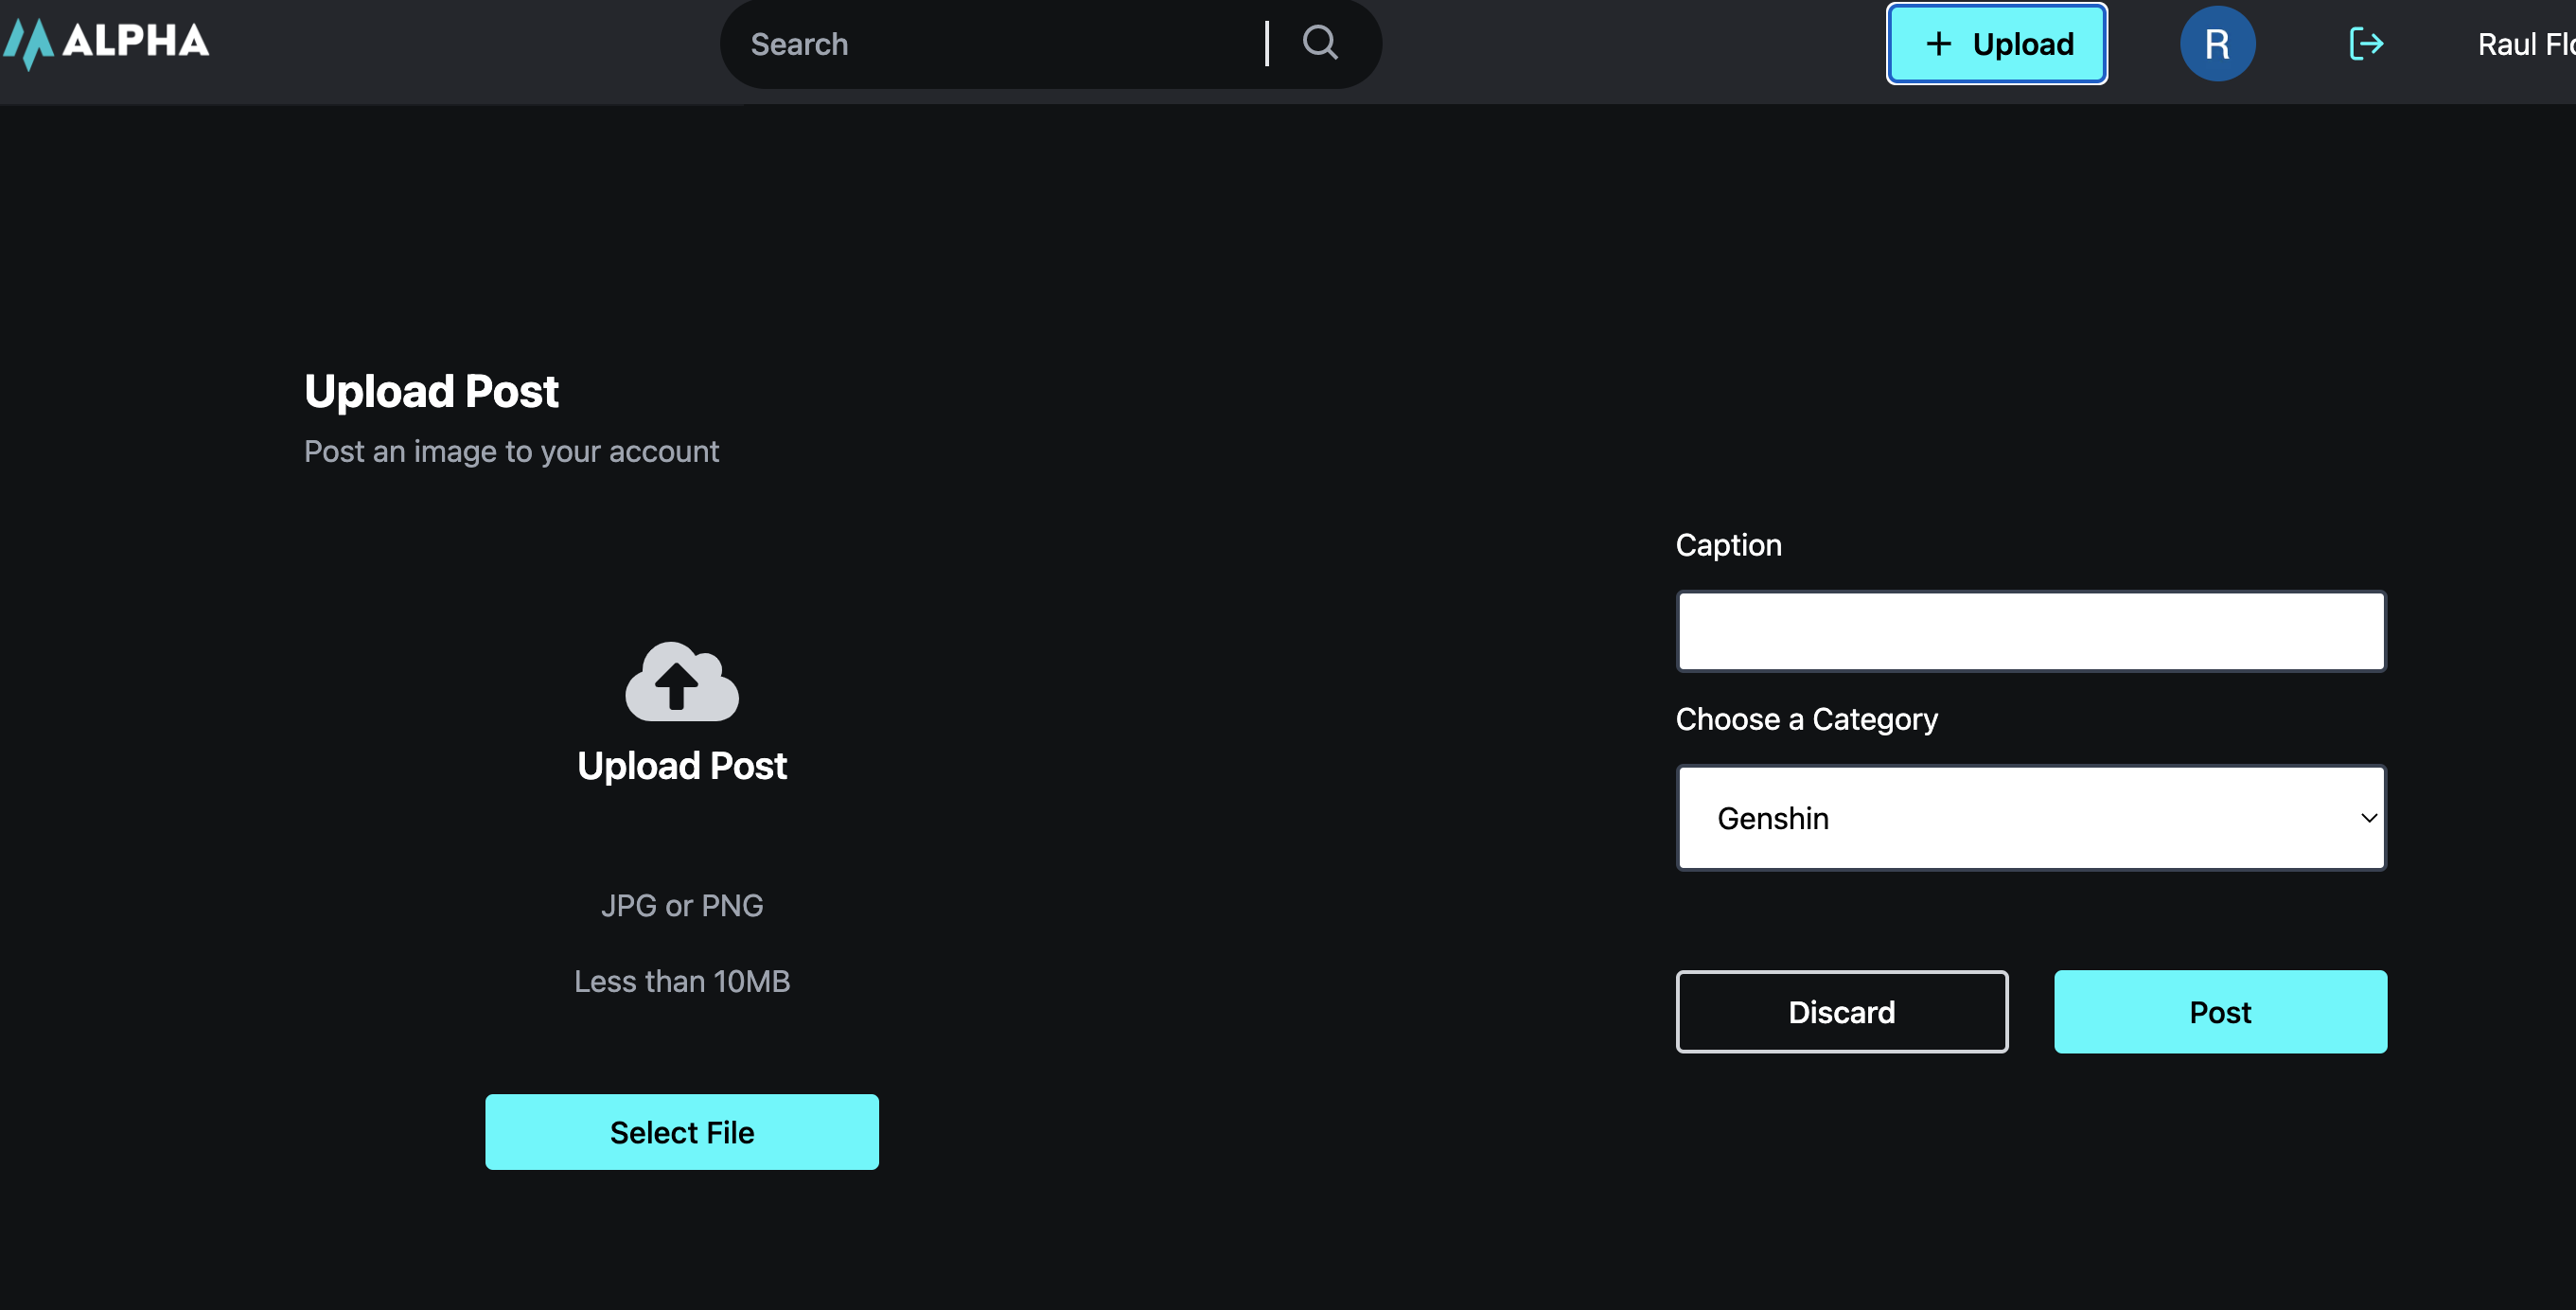 ALPHA
Search
+ Upload
R
Raul Flo
Upload Post
Post an image to your account
Upload Post
JPG or PNG
Less than 10MB
Select File
Caption
Choose a Category
Genshin
Discard
Post